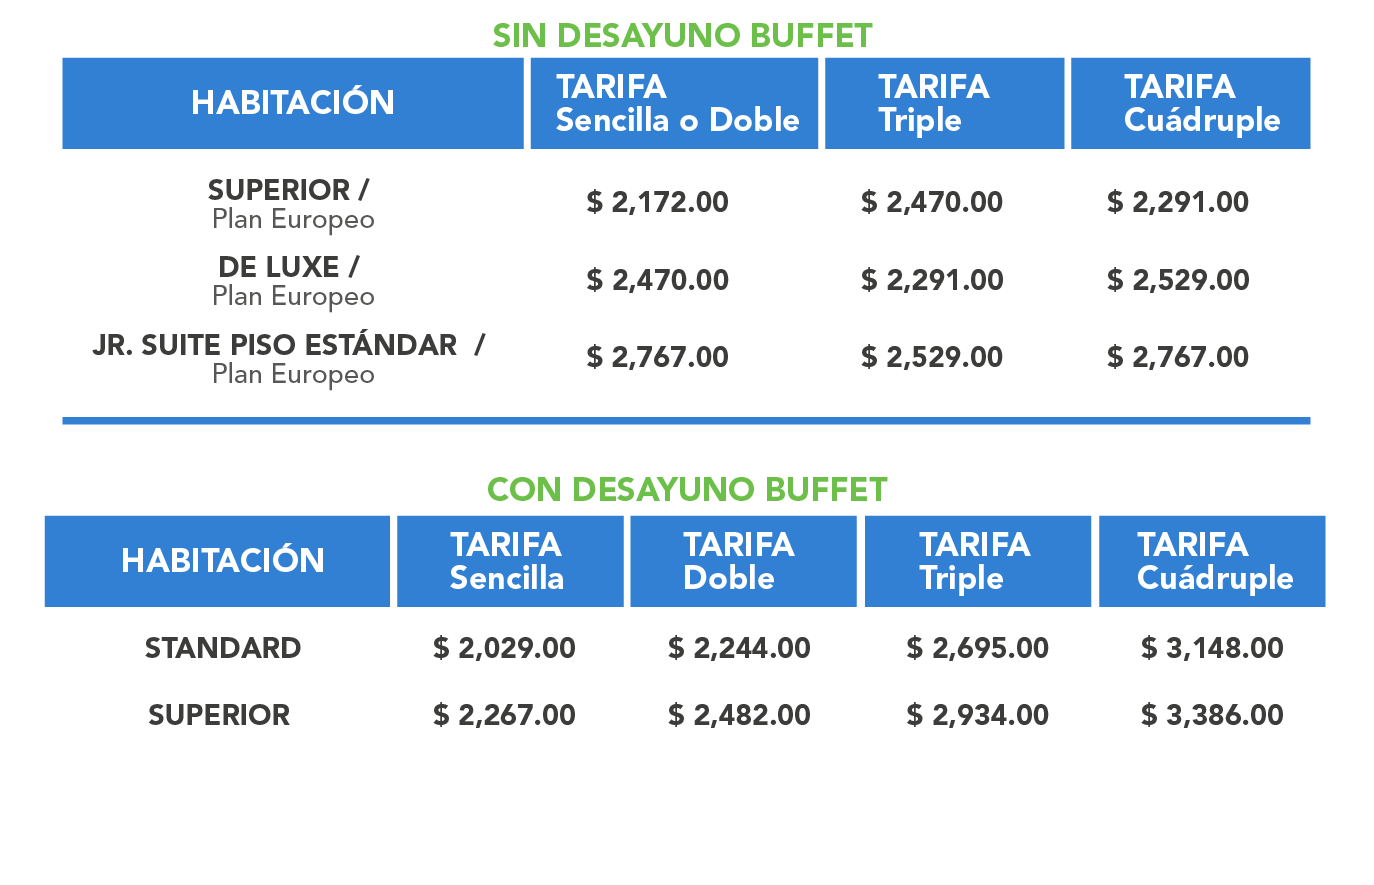 SIN DESAYUNO BUFFET
HABITACIÓN TARIFA Sencilla o Doble TARIFA Triple TARIFA Cuádruple
SUPERIOR / $ 2,172.00 $ 2,470.00 $ 2,291.00
Plan Europeo
DE LUXE / $ 2,470.00 $ 2,291.00 $ 2,529.00
Plan Europeo
JR. SUITE PISO ESTÁNDAR / $ 2,767.00 $ 2,529.00 $ 2,767.00
Plan Europeo
CON DESAYUNO BUFFET
HABITACIÓN TARIFA Sencilla TARIFA Doble TARIFA Triple TARIFA Cuádruple
STANDARD $ 2,029.00 $ 2,244.00 $ 2,695.00 $ 3,148.00
SUPERIOR $ 2,267.00 $ 2,482.00 $ 2,934.00 $ 3,386.00